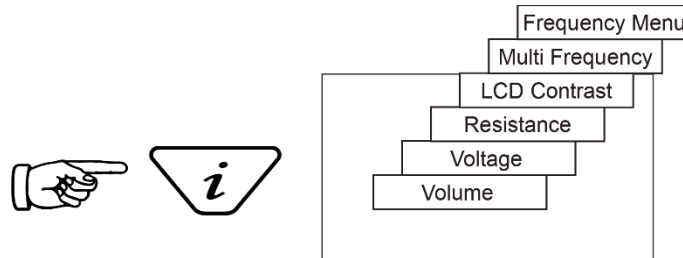 Frequency Menu
Multi Frequency
LCD Contrast
Resistance
Voltage
Volume
i